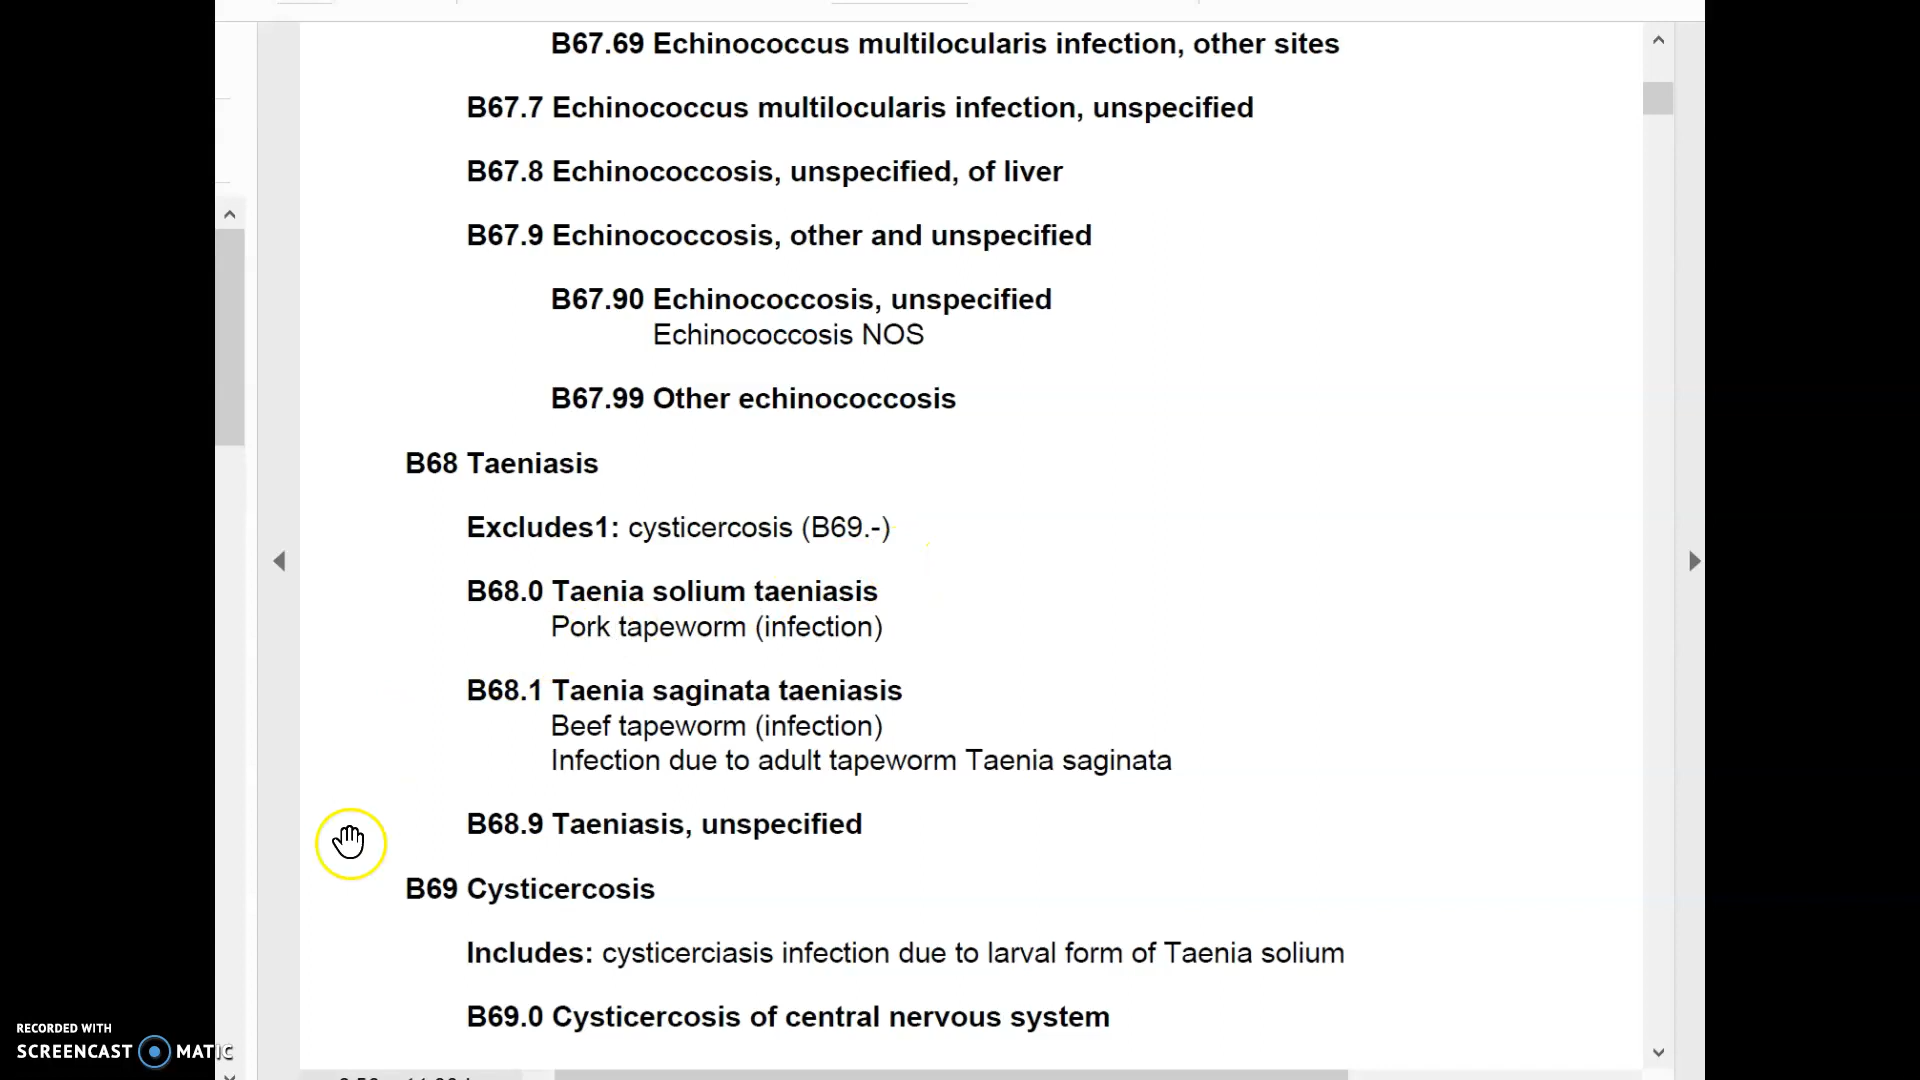 B67.69 Echinococcus multilocularis infection, other sites
B67.7 Echinococcus multilocularis infection, unspecified
B67.8 Echinococcosis, unspecified, of liver
B67.9 Echinococcosis, other and unspecified
B67.90 Echinococcosis, unspecified
Echinococcosis NOS
B67.99 Other echinococcosis
B68 Taeniasis
Excludes1: cysticercosis (B69.-)
B68.0 Taenia solium taeniasis
Pork tapeworm (infection)
B68.1 Taenia saginata taeniasis
Beef tapeworm (infection)
Infection due to adult tapeworm Taenia saginata
B68.9 Taeniasis, unspecified
B69 Cysticercosis
Includes: cysticerciasis infection due to larval form of Taenia solium
B69.0 Cysticercosis of central nervous system
RECORDED WITH
SCREENCAST MATIC